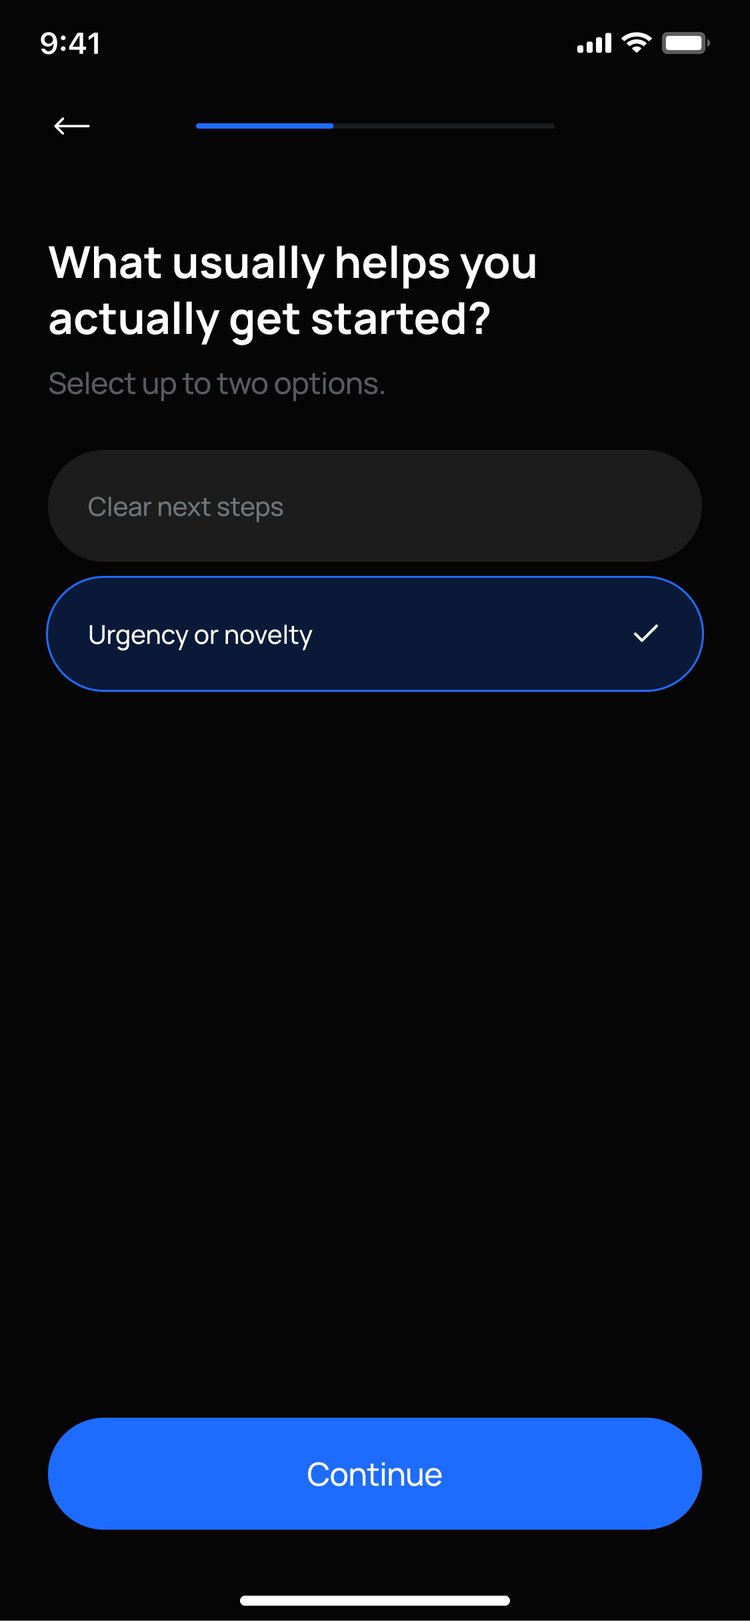 9:41
What usually helps you
actually get started?
Select up to two options.
Clear next steps
Urgency or novelty
Continue